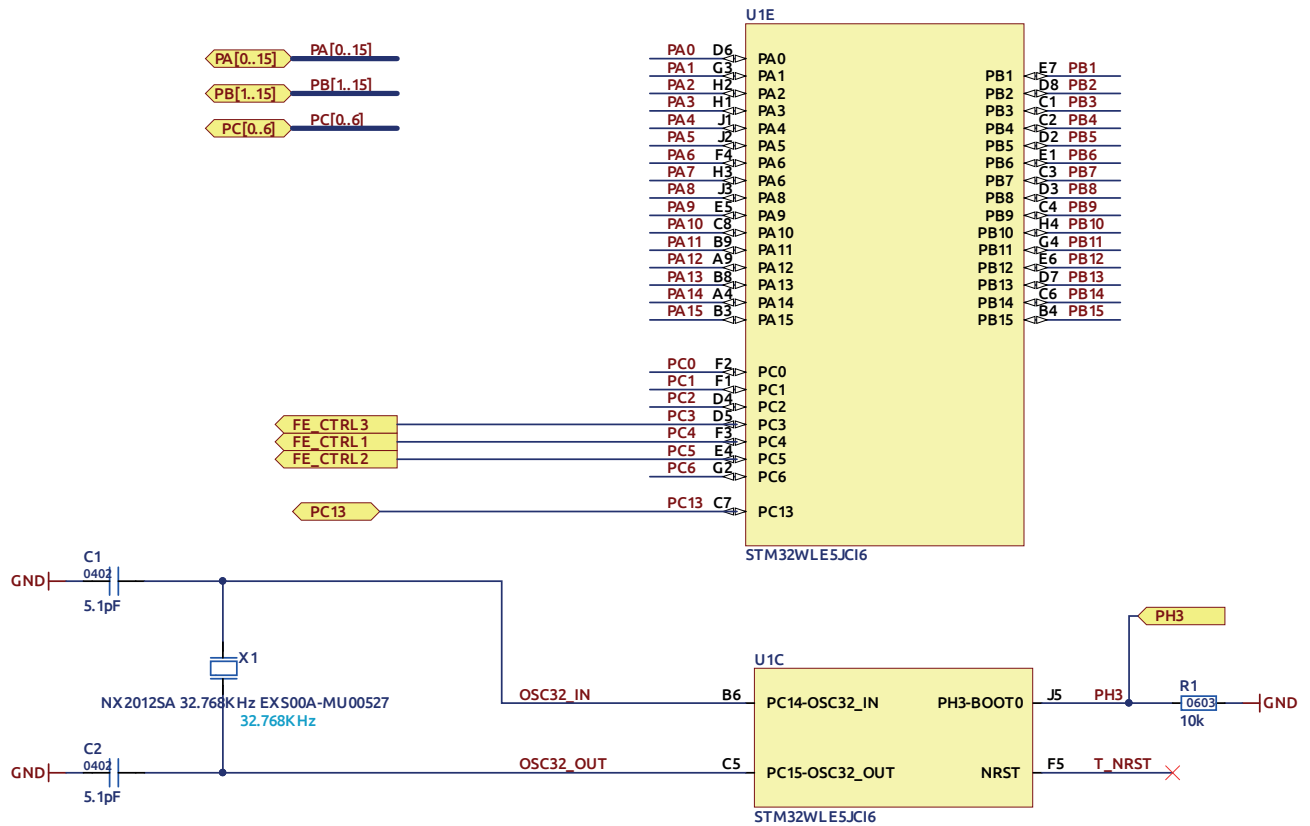 U1E
PA[0..15] PA[0..15]
PB[1..15] PB[1..15]
PC[0..6] PC[0..6]
PA0 D6 PA0
PA1 G3 PA1
PA2 H2 PA2
PA3 H1 PA3
PA4 J1 PA4
PA5 J2 PA5
PA6 F4 PA6
PA7 H3 PA6
PA8 J3 PA8
PA9 E5 PA9
PA10 C8 PA10
PA11 B9 PA11
PA12 A9 PA12
PA13 B8 PA13
PA14 A4 PA14
PA15 B3 PA15
PB1 E7 PB1
PB2 D8 PB2
PB3 C1 PB3
PB4 C2 PB4
PB5 D2 PB5
PB6 E1 PB6
PB7 C3 PB7
PB8 D3 PB8
PB9 C4 PB9
PB10 H4 PB10
PB11 G4 PB11
PB12 E6 PB12
PB13 D7 PB13
PB14 C6 PB14
PB15 B4 PB15
PC0 F2 PC0
PC1 F1 PC1
PC2 D4 PC2
FE_CTRL3 PC3 D5 PC3
FE_CTRL1 PC4 F3 PC4
FE_CTRL2 PC5 E4 PC5
PC6 G2 PC6
PC13 PC13 C7 PC13
STM32WLE5JCI6
C1
GND 0402
5.1pF
X1
NX2012SA 32.768KHz EXS00A-MU00527
32.768KHz
C2
GND 0402
5.1pF
OSC32_IN B6
OSC32_OUT C5
U1C
PC14-OSC32_IN PH3-BOOT0
PC15-OSC32_OUT NRST
STM32WLE5JCI6
PH3
J5 PH3
R1
0603 GND
10k
F5 T_NRST